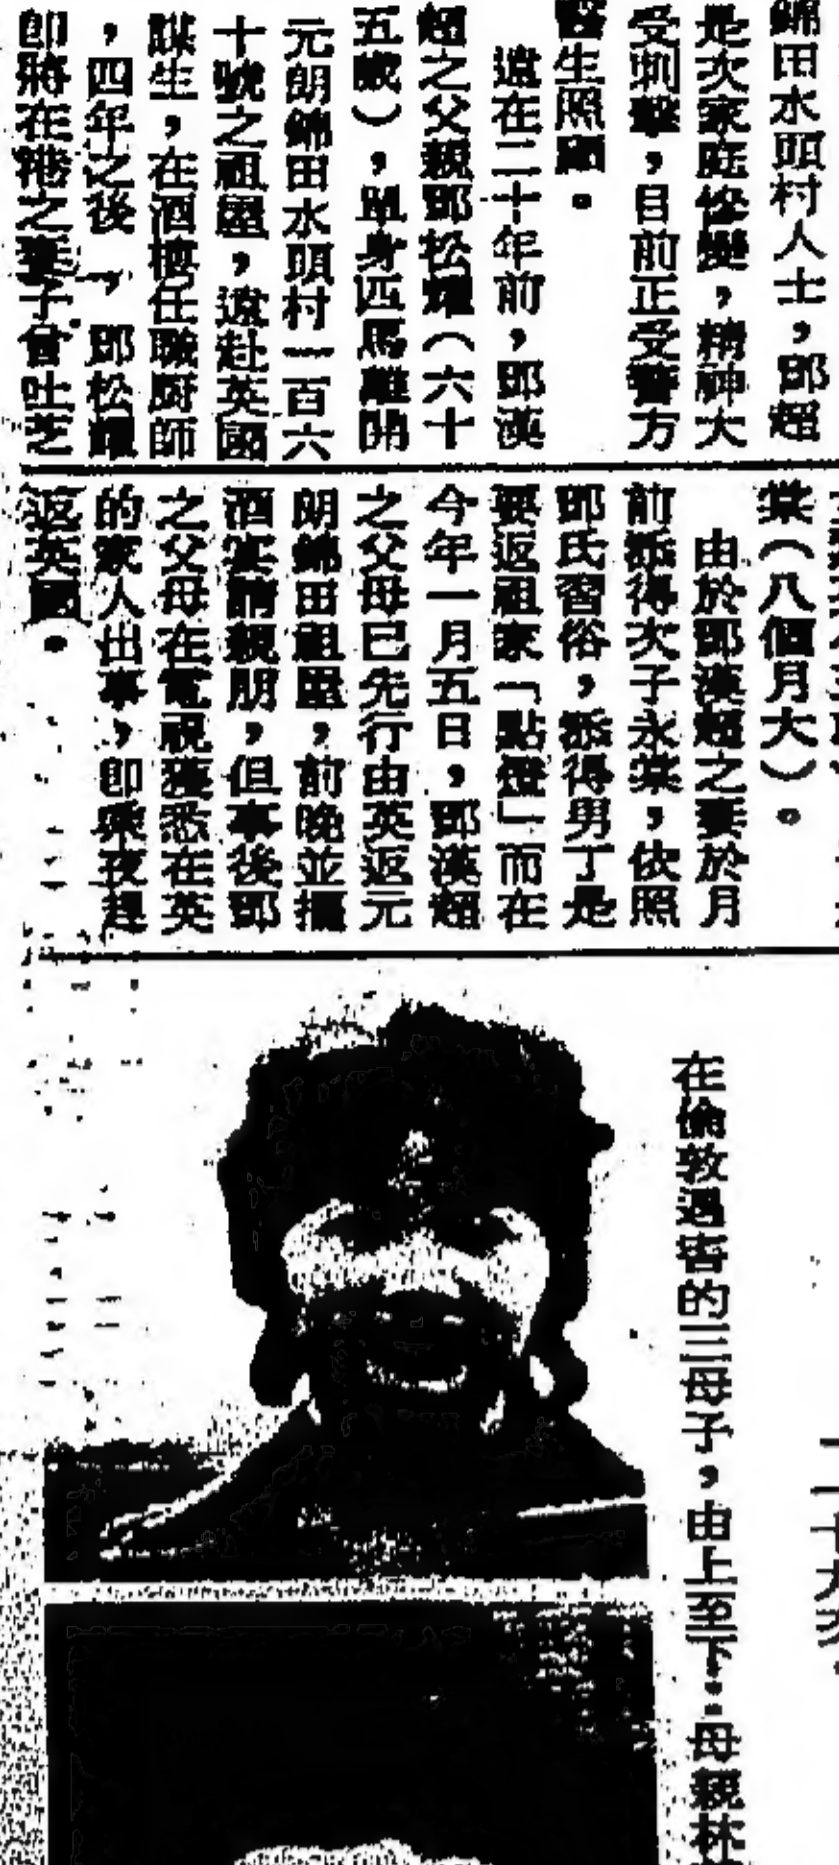 錦田水頭村人士，鄧超
是次家庭慘變，精神大
受刺擊，目前正受警方
醫生照顧。
遠在二十年前，鄧漢
超之父親鄧松耀（六十
五歲），單身匹馬離開
元朗錦田水頭村一百六
十號之祖屋，遠赴英國
謀生，在酒樓任職廚師
，四年之後，鄧松耀
即將在港之妻子曾吐芝
棠（八個月大）。
由於鄧漢超之妻於月
前誕得次子永棠，依照
鄧氏習俗，誕得男丁是
要返祖家「點燈」而在
今年一月五日，鄧漢超
之父母已先行由英返元
朗錦田祖屋，前晚並擺
酒宴請親朋，但事後鄧
之父母在電視獲悉在英
的家人出事，即乘夜趕
返英國。
在倫敦遇害的三母子，由上至下：母親林